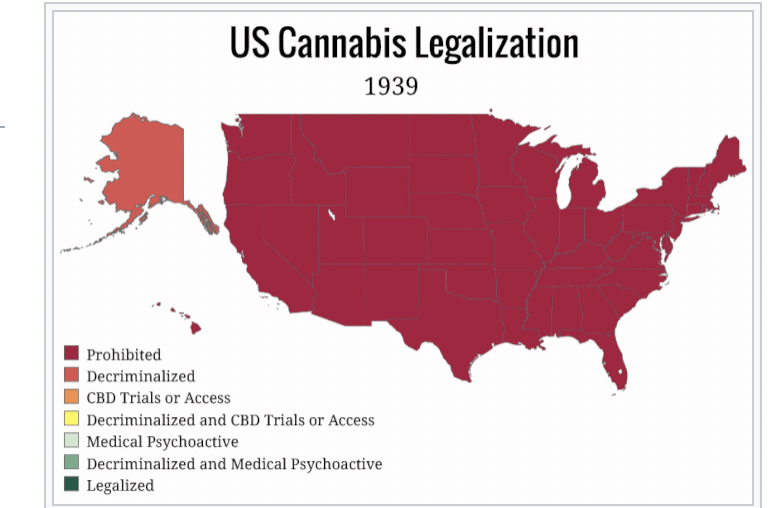 US Cannabis Legalization
1939
Prohibited
Decriminalized
CBD Trials or Access
Decriminalized and CBD Trials or Access
Medical Psychoactive
Decriminalized and Medical Psychoactive
Legalized